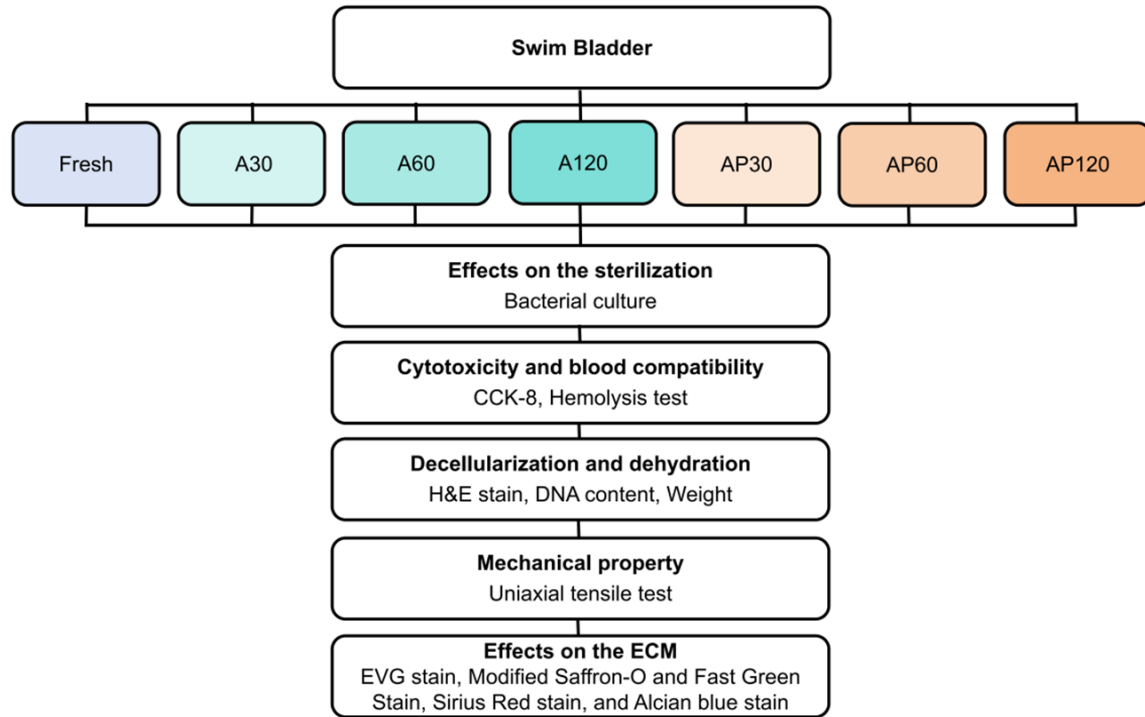 Swim Bladder
Fresh
A30
A60
A120
AP30
AP60
AP120
Effects on the sterilization
Bacterial culture
Cytotoxicity and blood compatibility
CCK-8, Hemolysis test
Decellularization and dehydration
H&E stain, DNA content, Weight
Mechanical property
Uniaxial tensile test
Effects on the ECM
EVG stain, Modified Saffron-O and Fast Green
Stain, Sirius Red stain, and Alcian blue stain